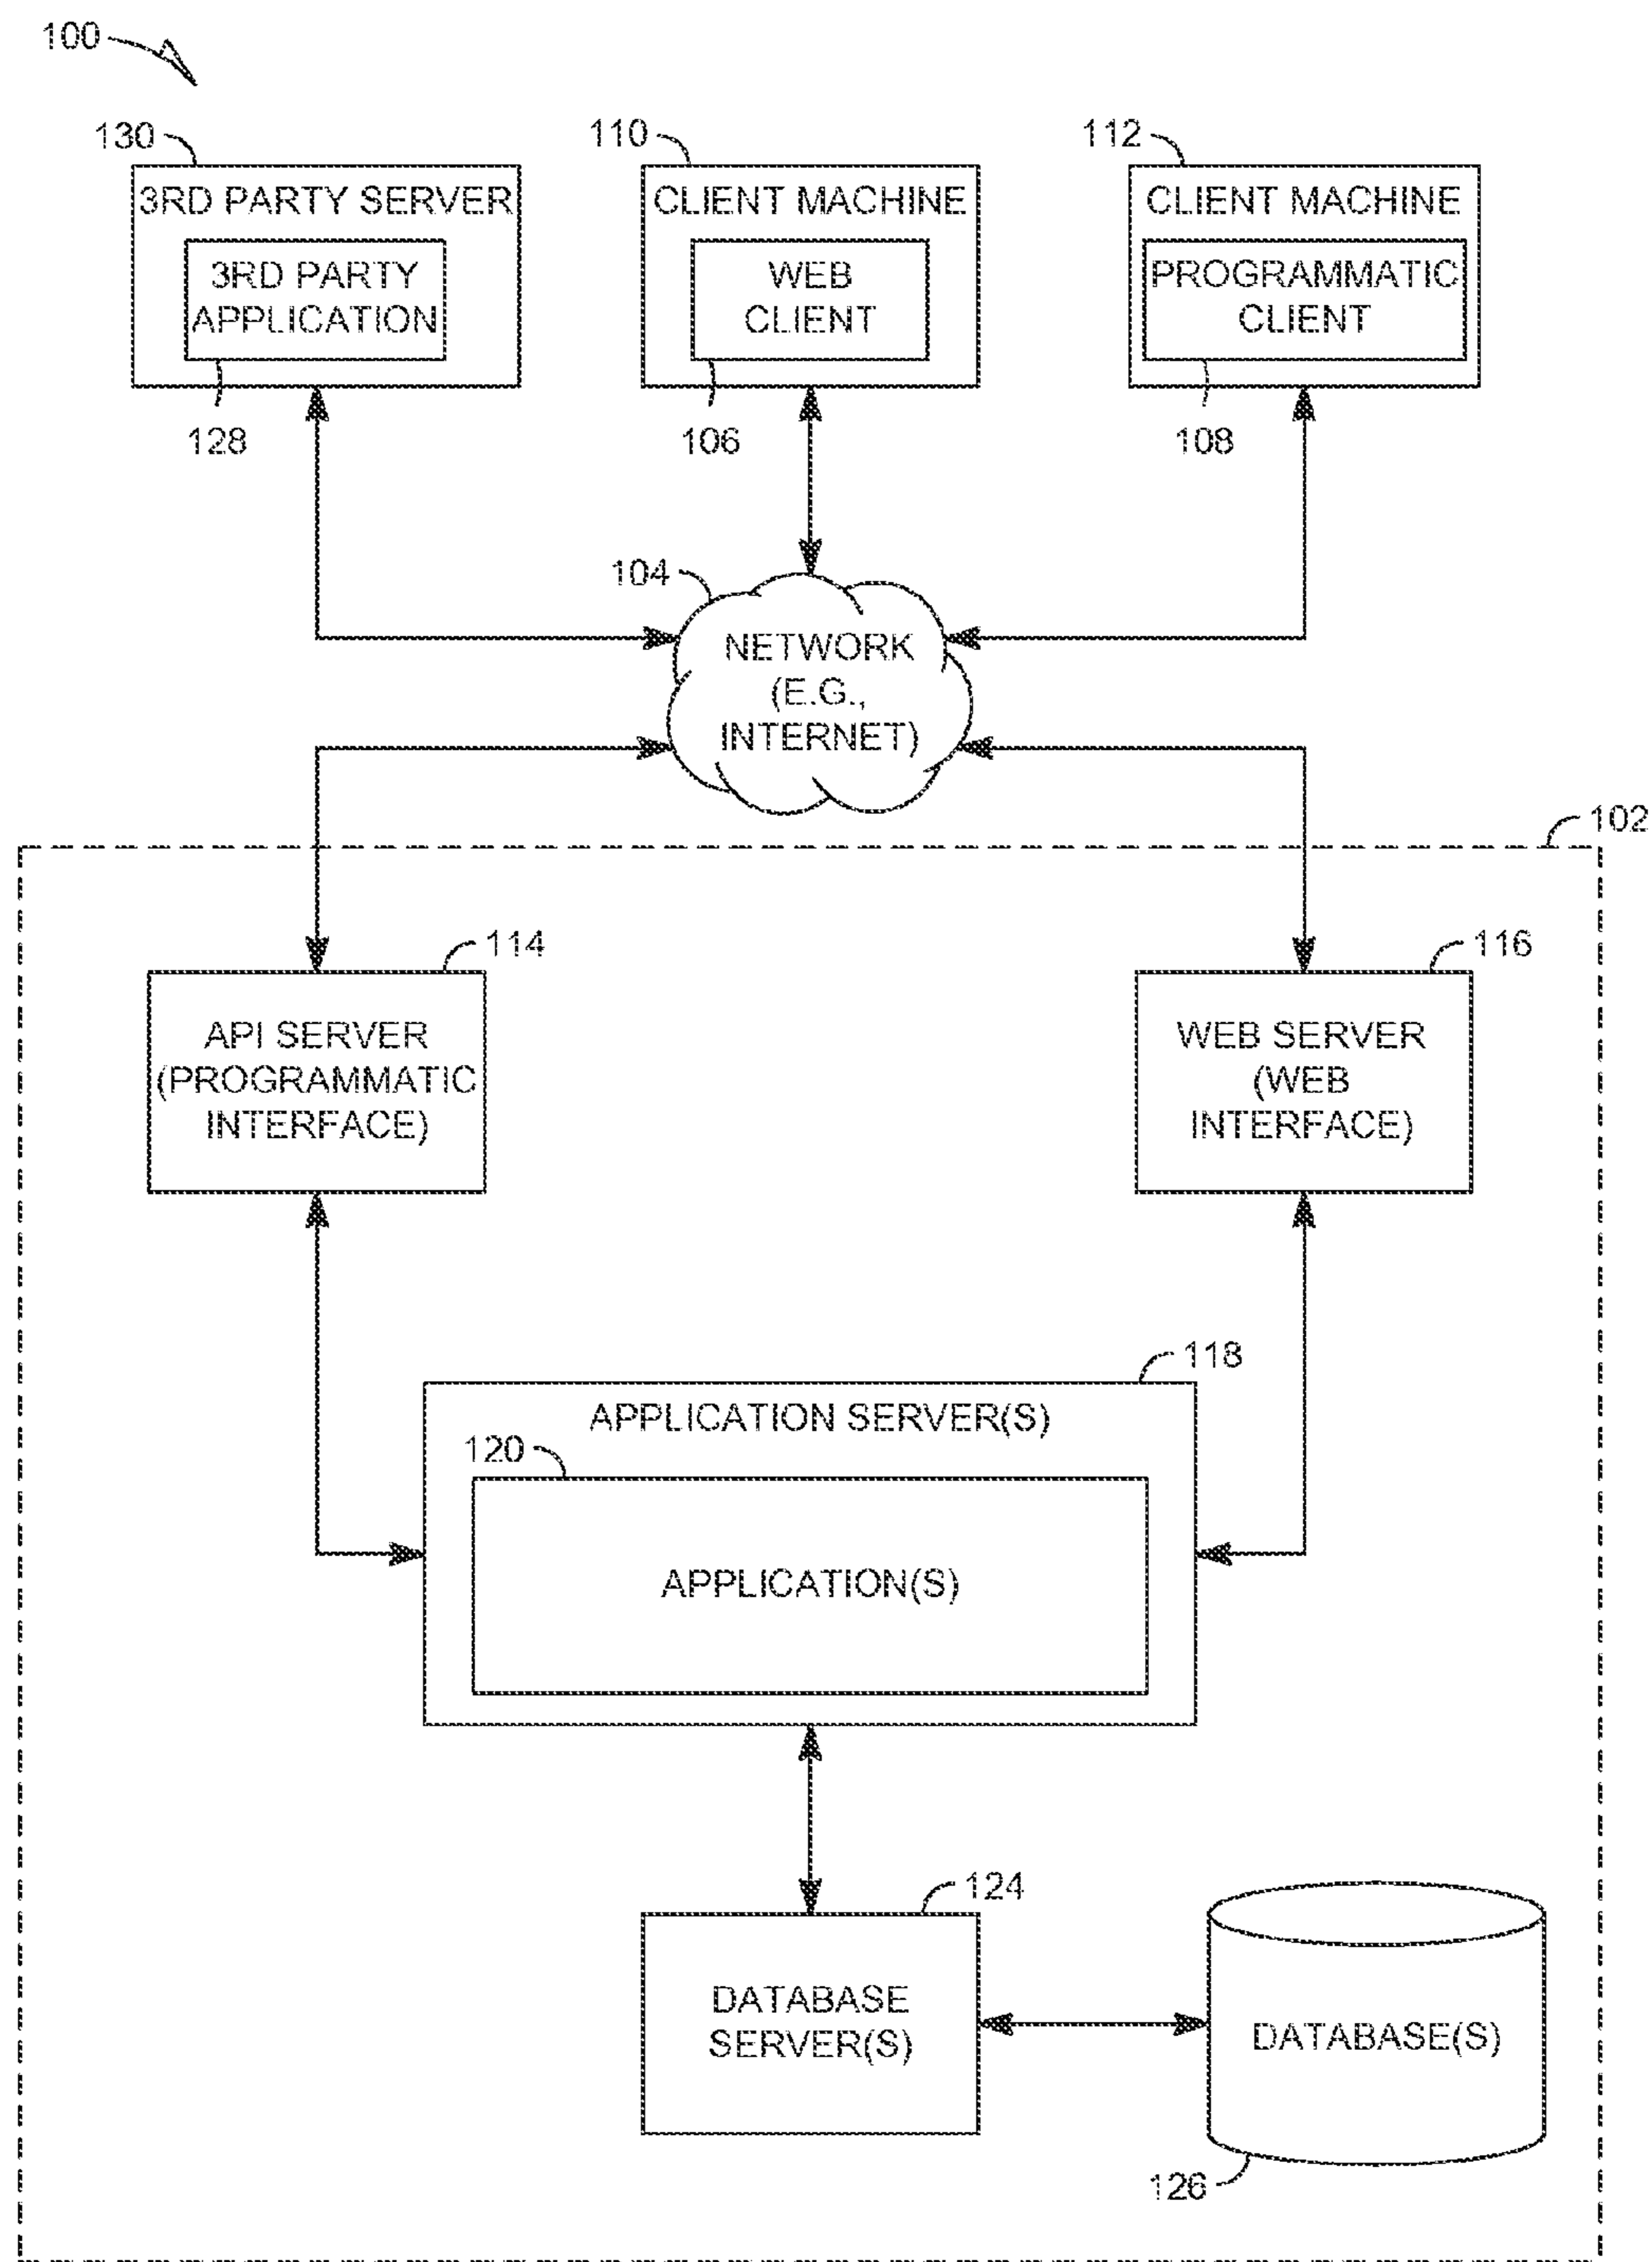 100
130
110
112
3RD PARTY SERVER
CLIENT MACHINE
CLIENT MACHINE
3RD PARTY
APPLICATION
WEB
CLIENT
PROGRAMMATIC
CLIENT
128
106
108
104
NETWORK
(E.G.,
INTERNET)
102
114
116
API SERVER
(PROGRAMMATIC
INTERFACE)
WEB SERVER
(WEB
INTERFACE)
118
APPLICATION SERVER(S)
120
APPLICATION(S)
124
DATABASE
SERVER(S)
DATABASE(S)
126